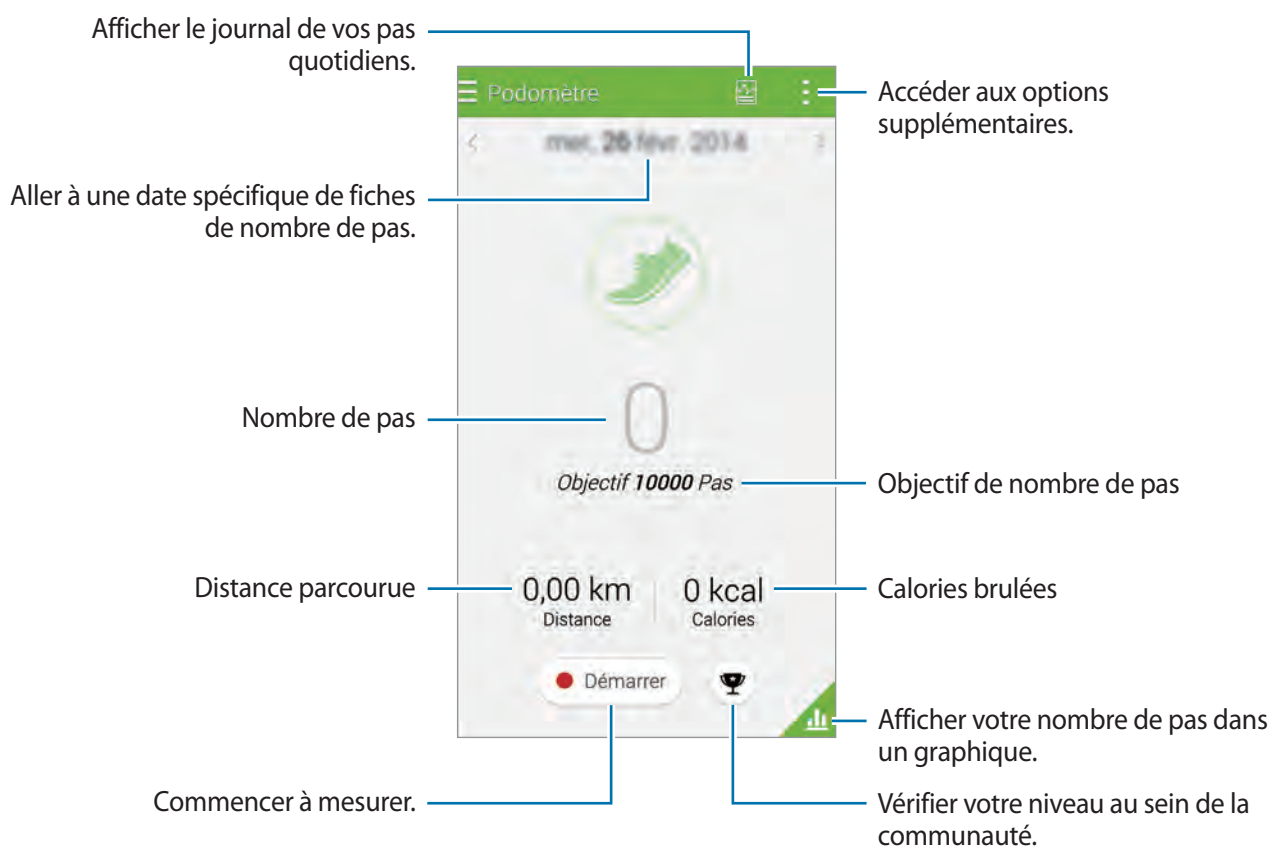 Afficher le journal de vos pas
quotidiens.
Podomètre
Accéder aux options
supplémentaires.
mer. 26 févr. 2014
Aller à une date spécifique de fiches
de nombre de pas.
0
Nombre de pas
Objectif 10000 Pas
Objectif de nombre de pas
Distance parcourue
0,00 km
Distance
0 kcal
Calories
Calories brulées
Démarrer
Afficher votre nombre de pas dans
un graphique.
Commencer à mesurer.
Vérifier votre niveau au sein de la
communauté.